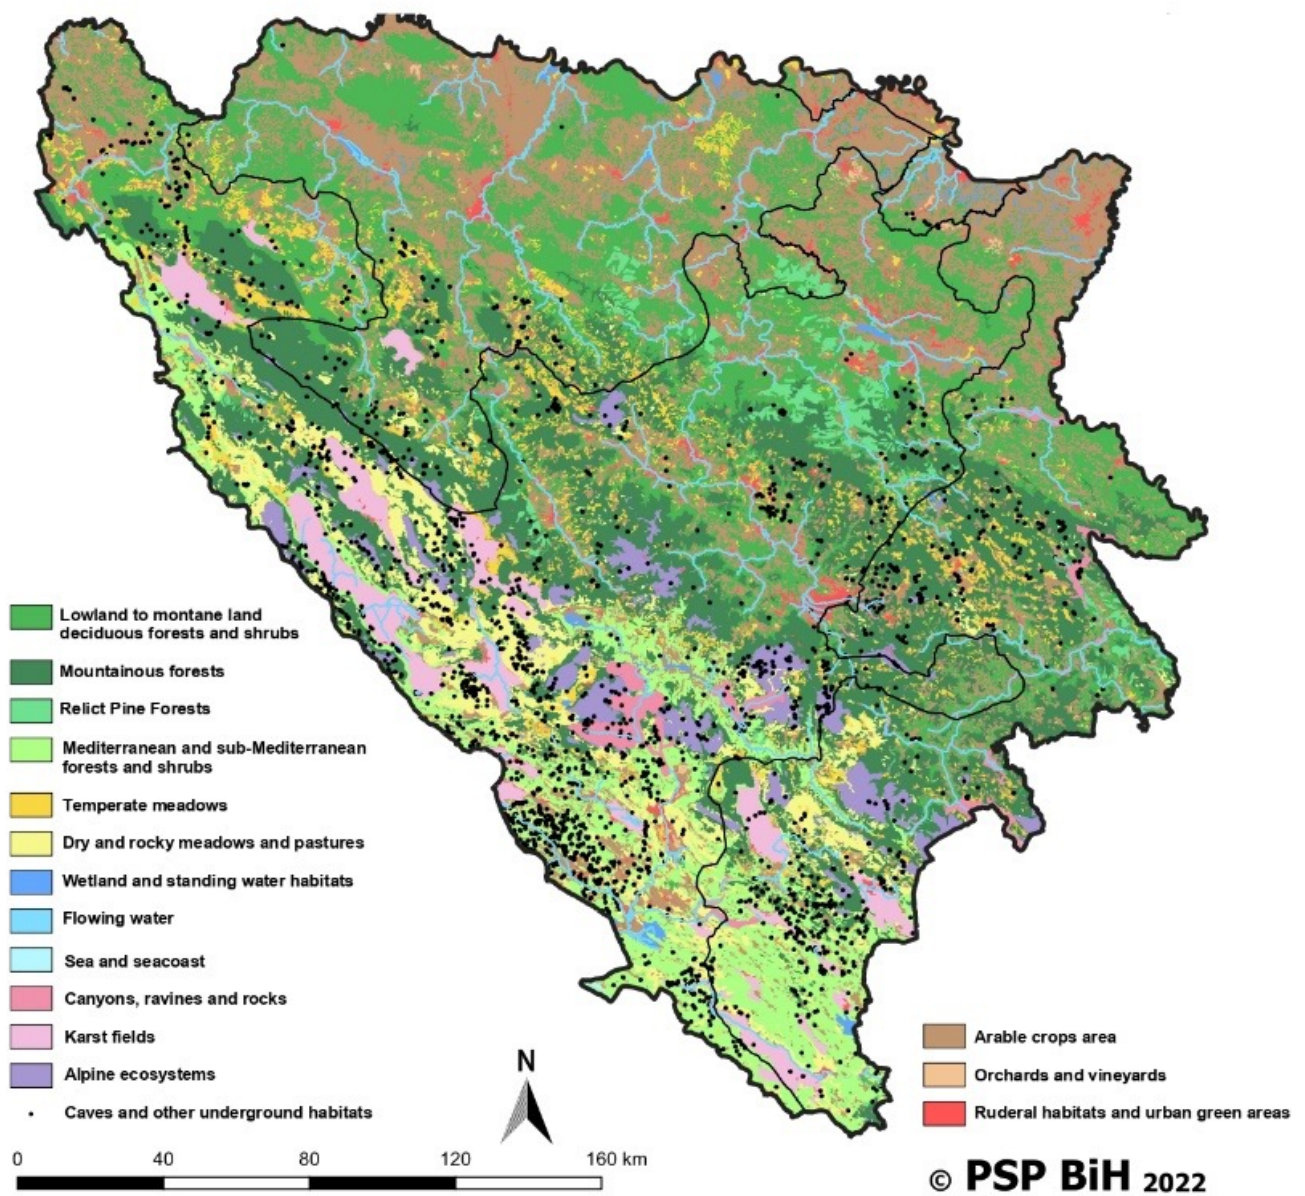 Lowland to montane land
deciduous forests and shrubs
Mountainous forests
Relict Pine Forests
Mediterranean and sub-Mediterranean
forests and shrubs
Temperate meadows
Dry and rocky meadows and pastures
Wetland and standing water habitats
Flowing water
Sea and seacoast
Canyons, ravines and rocks
Karst fields
Alpine ecosystems
Caves and other underground habitats
N
0 40 80 120 160 km
Arable crops area
Orchards and vineyards
Ruderal habitats and urban green areas
© PSP BiH 2022